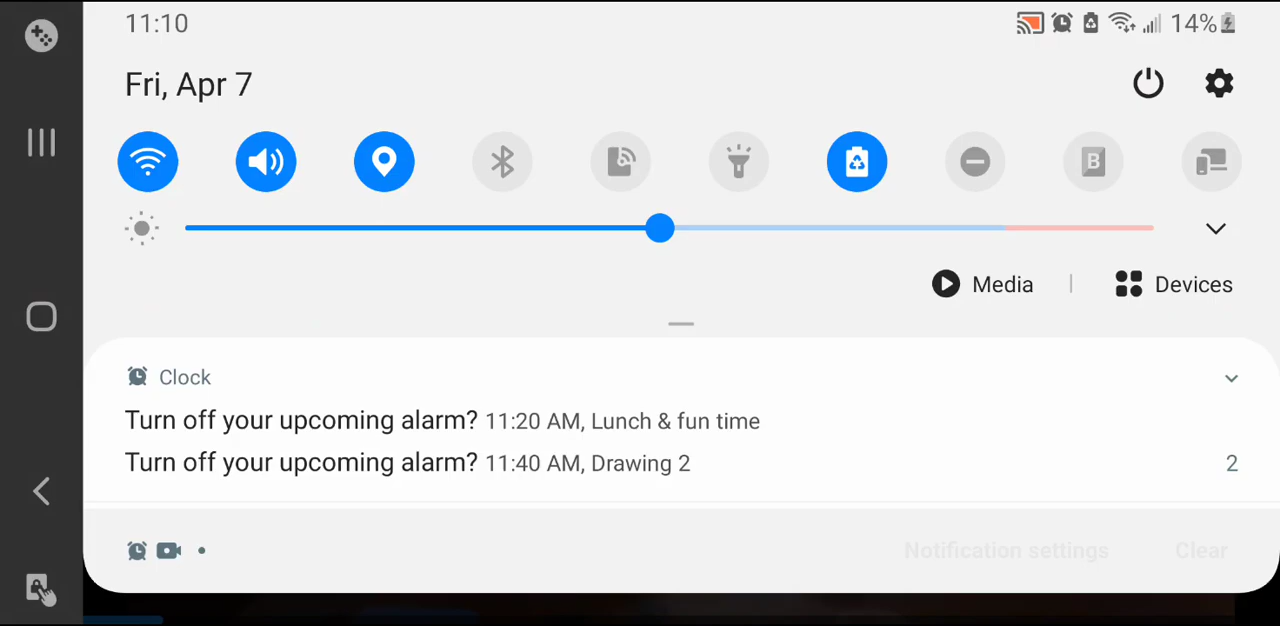 11:10
14%
Fri, Apr 7
B
Media
Devices
Clock
Turn off your upcoming alarm? 11:20 AM, Lunch & fun time
Turn off your upcoming alarm? 11:40 AM, Drawing 2
2
Notification settings
Clear